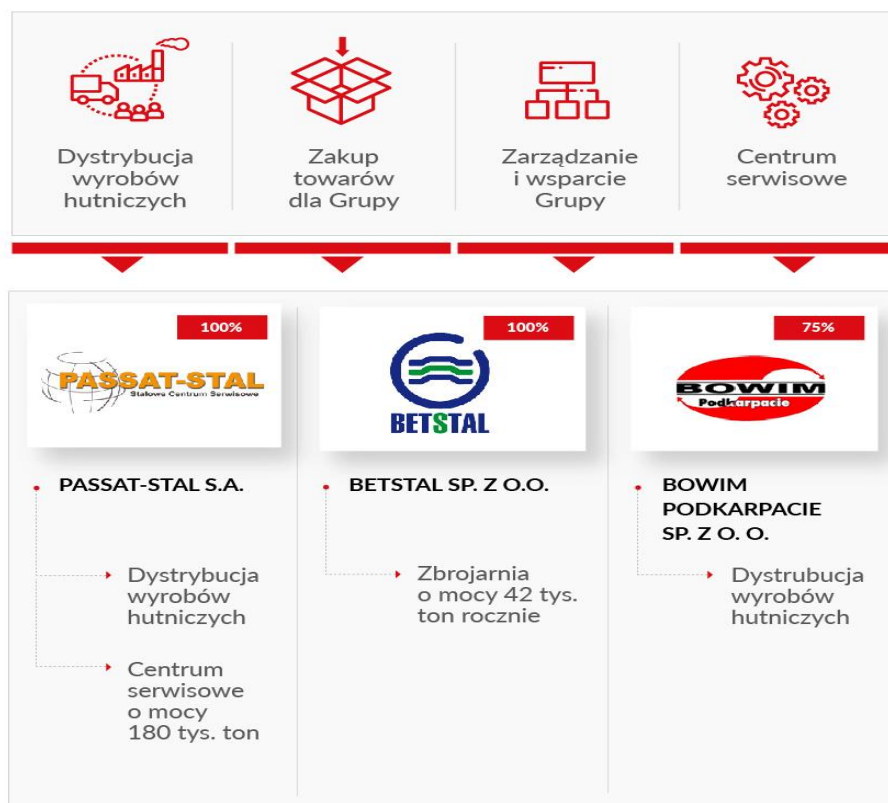 Dystrybucja
wyrobów
hutniczych
Zakup
towarów
dla Grupy
Zarządzanie
i wsparcie
Grupy
Centrum
serwisowe
100%
PASSAT-STAL
Stalowe Centrum Serwisowe
100%
BETSTAL
75%
BOWIM
Podkarpacie
PASSAT-STAL S.A.
Dystrybucja
wyrobów
hutniczych
Centrum
serwisowe
o mocy
180 tys. ton
BETSTAL SP. Z O.O.
Zbrojarnia
o mocy 42 tys.
ton rocznie
BOWIM
PODKARPACIE
SP. Z O. O.
Dystrubucja
wyrobów
hutniczych